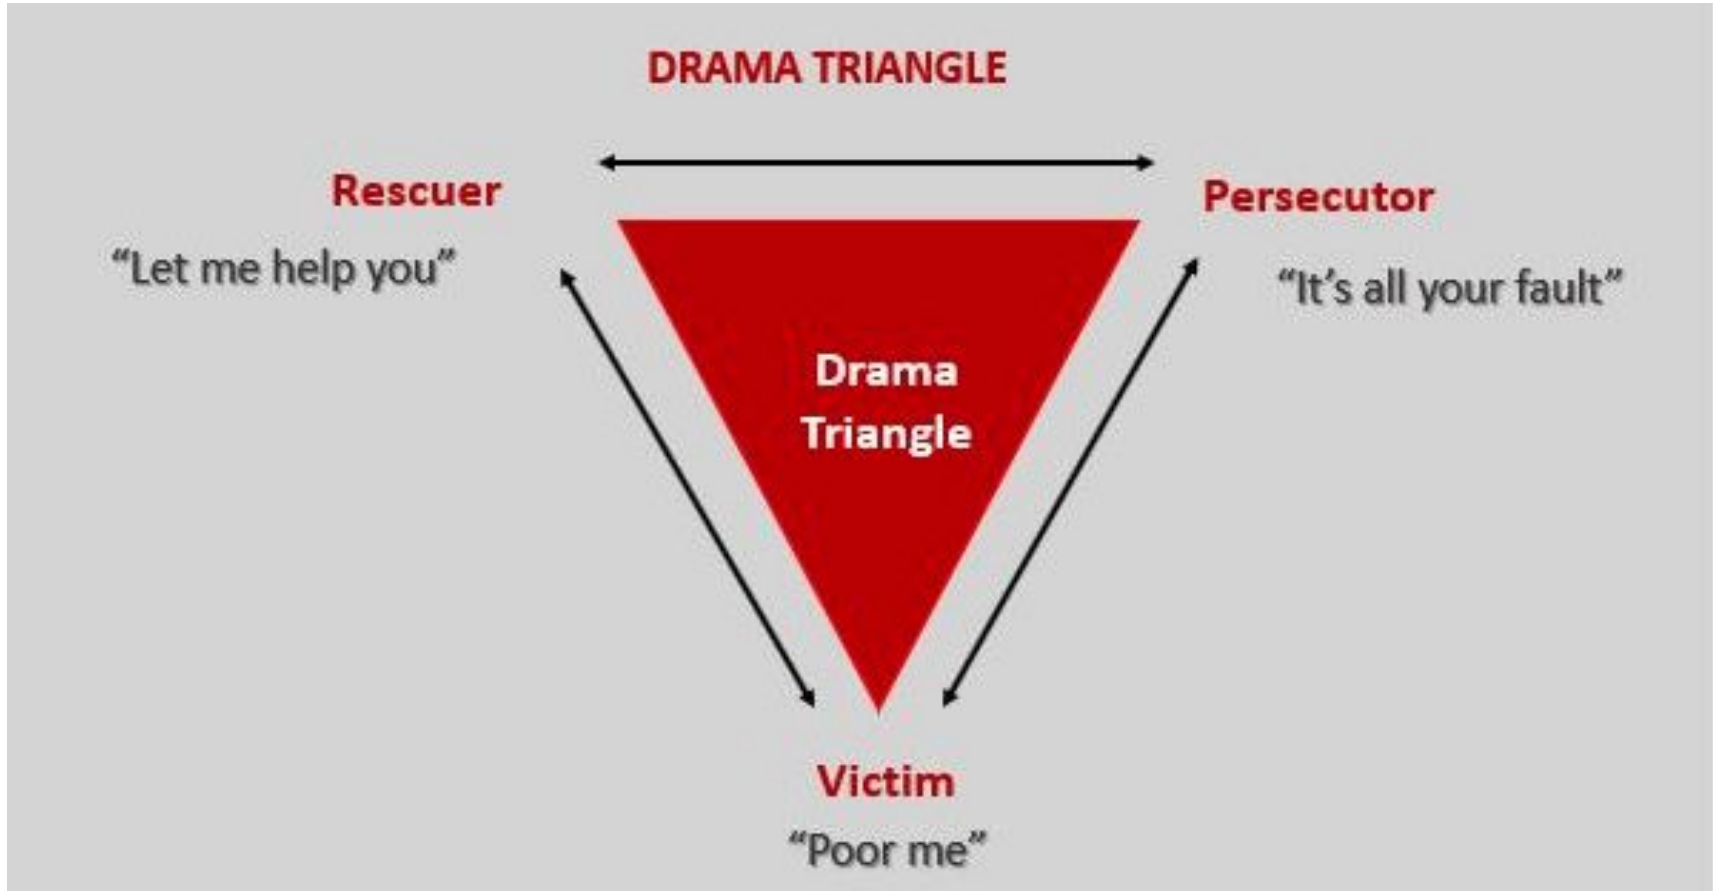 DRAMA TRIANGLE
Rescuer
“Let me help you”
Persecutor
“It’s all your fault”
Drama
Triangle
Victim
“Poor me”